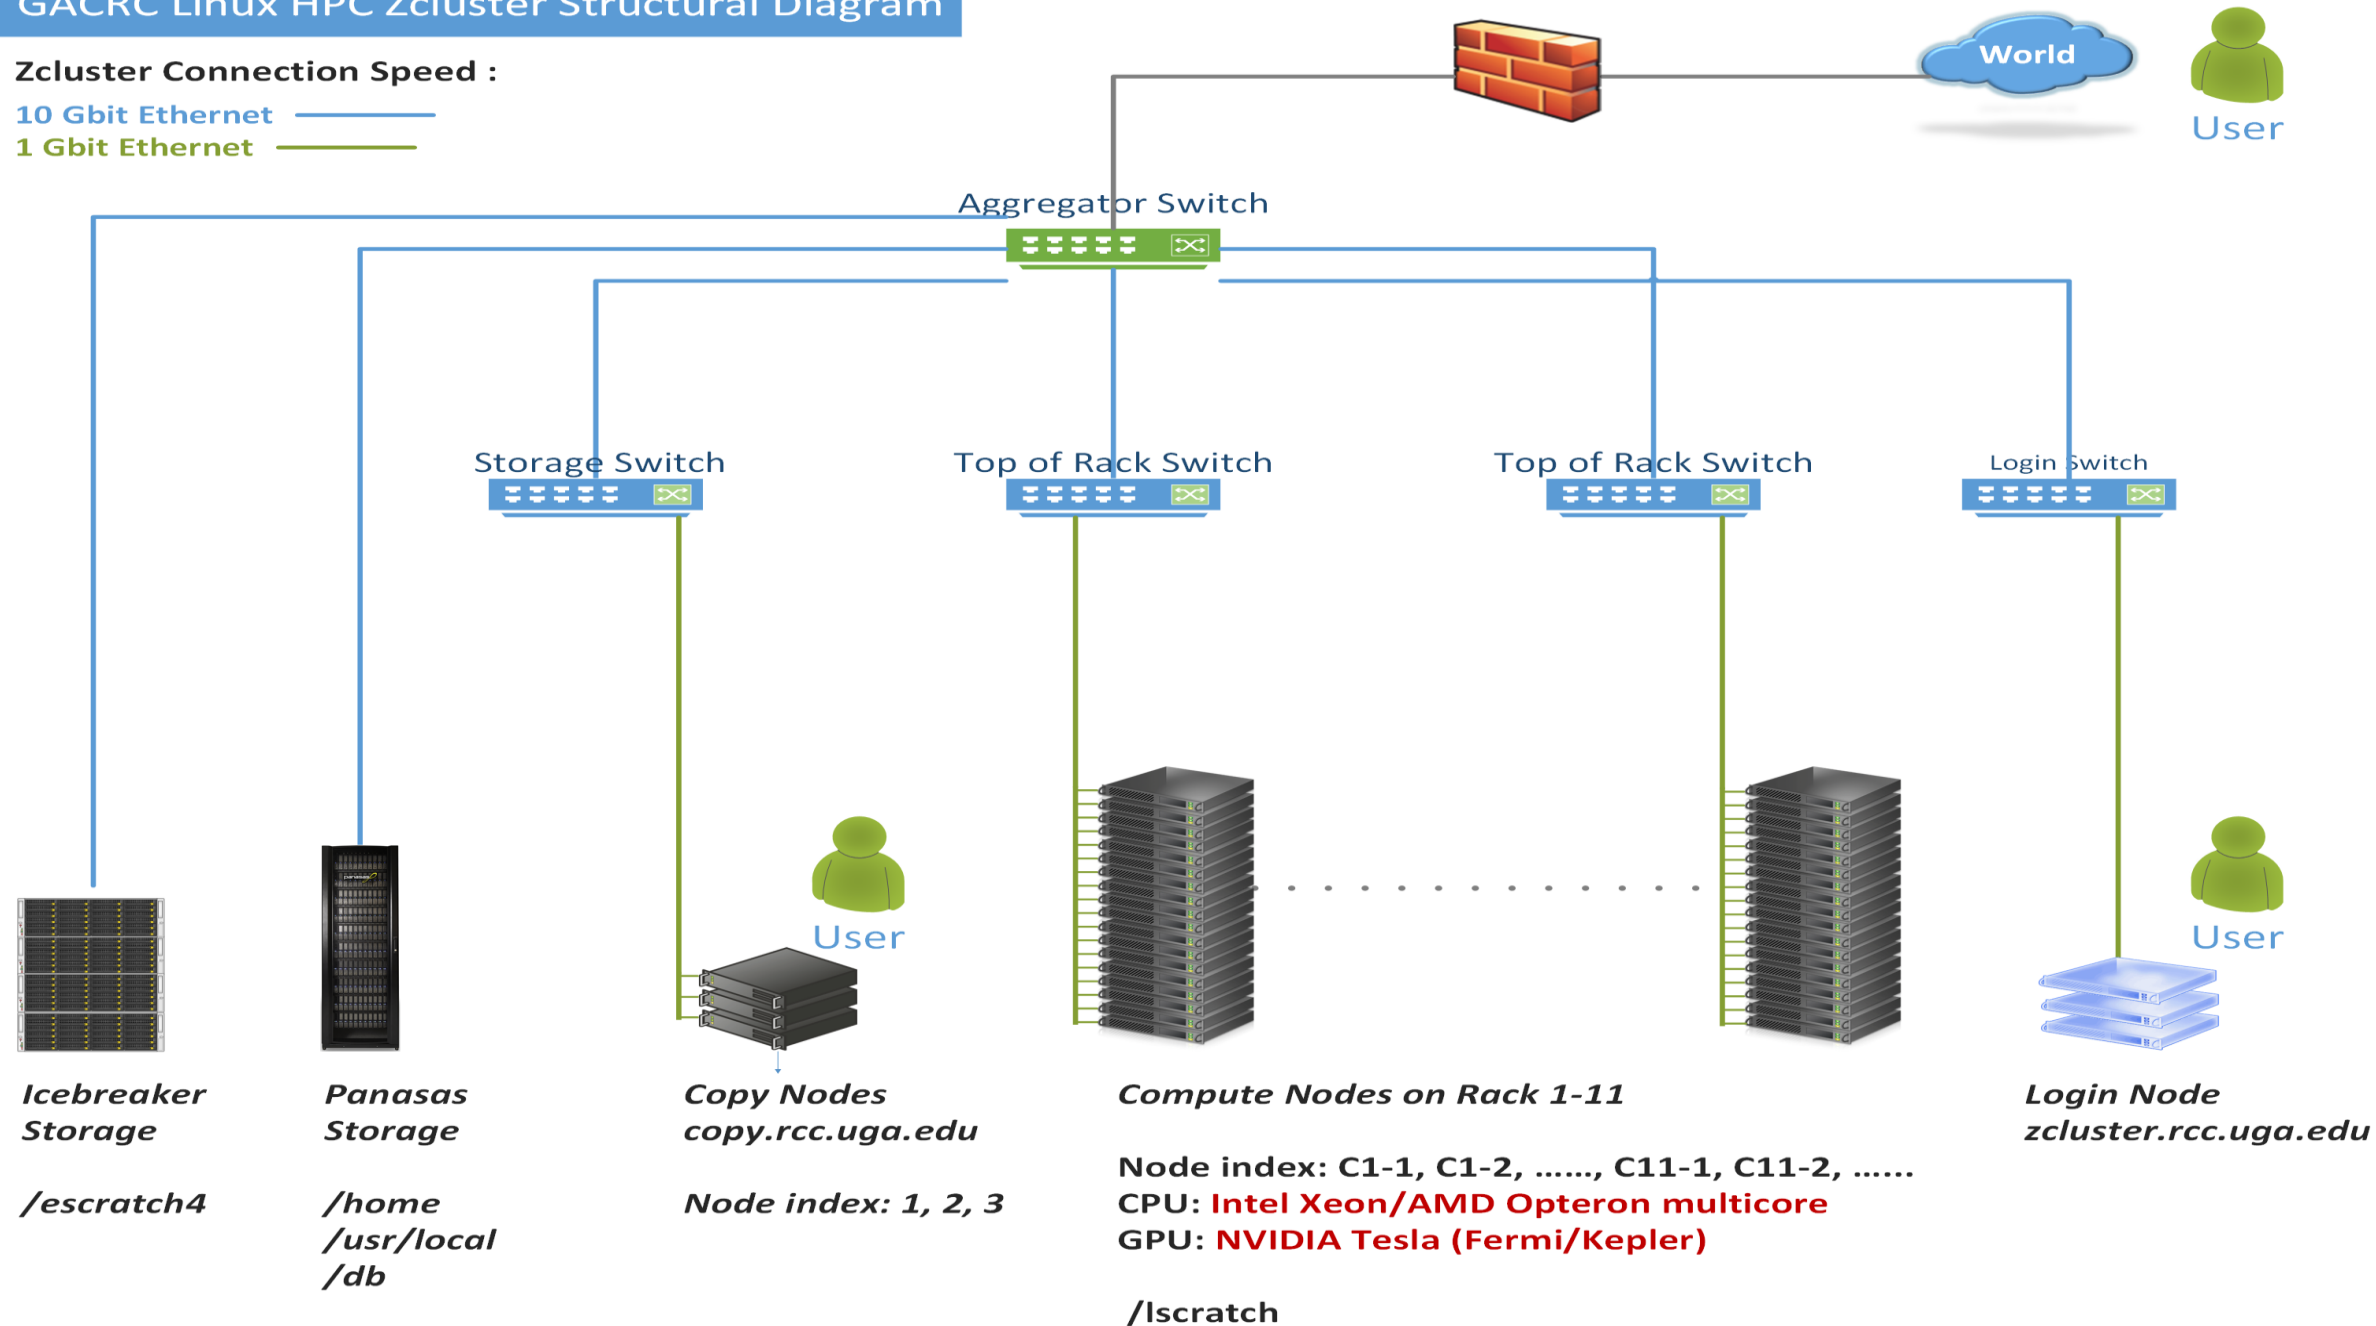 GACRC Linux HPC Zcluster Structural Diagram
Zcluster Connection Speed :
10 Gbit Ethernet
1 Gbit Ethernet
World
User
Aggregator Switch
Storage Switch
Top of Rack Switch
Top of Rack Switch
Login Switch
User
User
Icebreaker
Storage
/escratch4
Panasas
Storage
/home
/usr/local
/db
Copy Nodes
copy.rcc.uga.edu
Node index: 1, 2, 3
Compute Nodes on Rack 1-11
Node index: C1-1, C1-2, ……, C11-1, C11-2, ……
CPU: Intel Xeon/AMD Opteron multicore
GPU: NVIDIA Tesla (Fermi/Kepler)
/lscratch
Login Node
zcluster.rcc.uga.edu